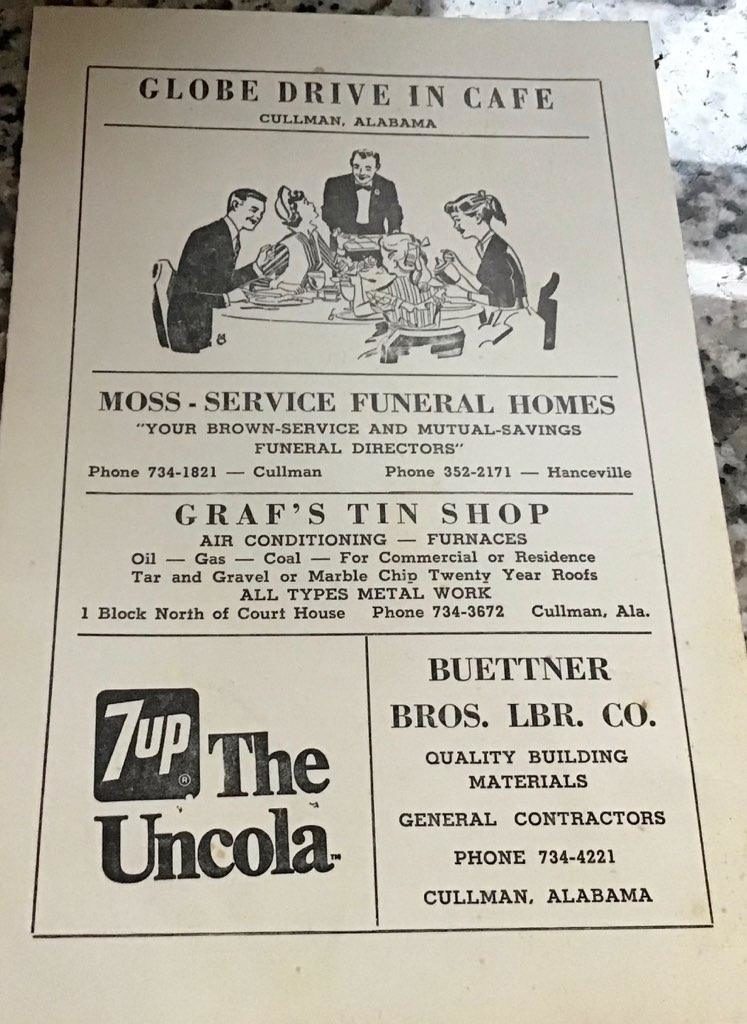 GLOBE DRIVE IN CAFE
CULLMAN, ALABAMA
MOSS - SERVICE FUNERAL HOMES
"YOUR BROWN-SERVICE AND MUTUAL-SAVINGS
FUNERAL DIRECTORS"
Phone 734-1821 — Cullman Phone 352-2171 — Hanceville
GRAF'S TIN SHOP
AIR CONDITIONING — FURNACES
Oil — Gas — Coal — For Commercial or Residence
Tar and Gravel or Marble Chip Twenty Year Roofs
ALL TYPES METAL WORK
1 Block North of Court House Phone 734-3672 Cullman, Ala.
7up® The
Uncola™
BUETTNER
BROS. LBR. CO.
QUALITY BUILDING
MATERIALS
GENERAL CONTRACTORS
PHONE 734-4221
CULLMAN, ALABAMA